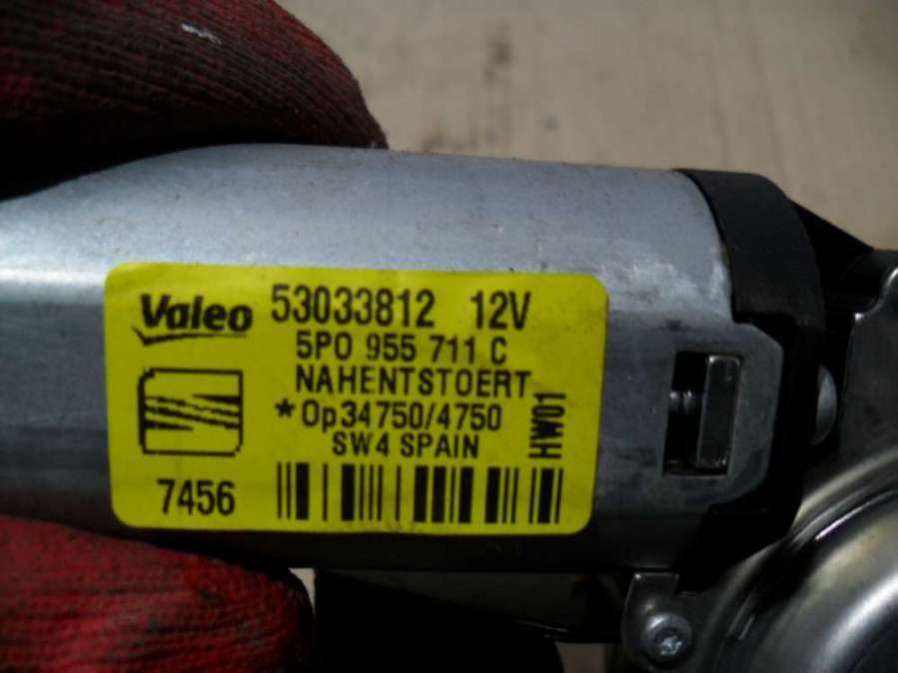 Valeo 53033812 12V
5P0 955 711 C
NAHENTSTOERT
*Op34750/4750
SW4 SPAIN
HW01
7456